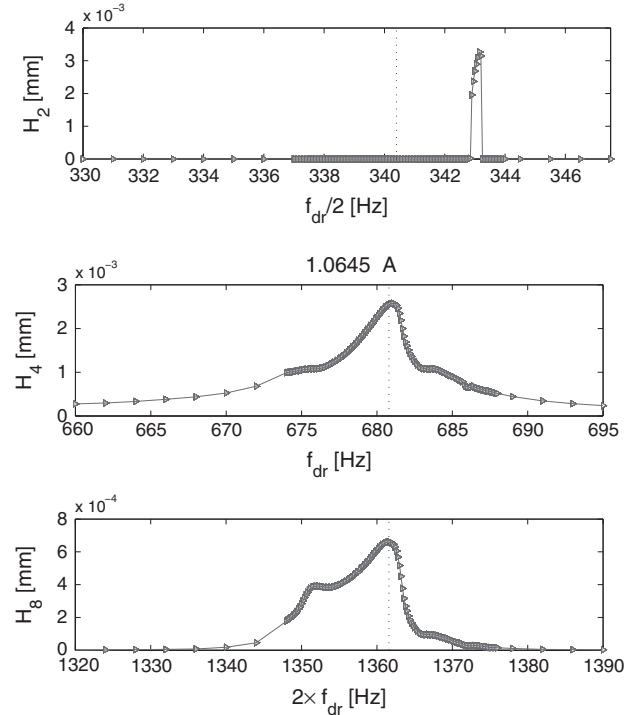 x 10⁻³
4
3
2
1
0
H₂ [mm]
330 332 334 336 338 340 342 344 346
f_dr/2 [Hz]
1.0645 A
x 10⁻³
3
2
1
0
H₄ [mm]
660 665 670 675 680 685 690 695
f_dr [Hz]
x 10⁻⁴
8
6
4
2
0
H₈ [mm]
1320 1330 1340 1350 1360 1370 1380 1390
2× f_dr [Hz]